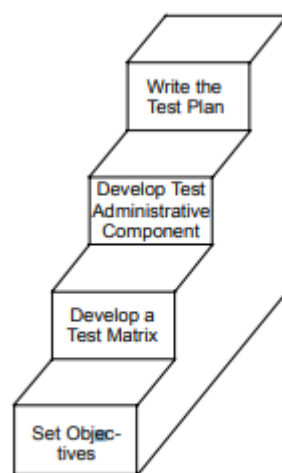 Write the
Test Plan
Develop Test
Administrative
Component
Develop a
Test Matrix
Set Objec-
tives